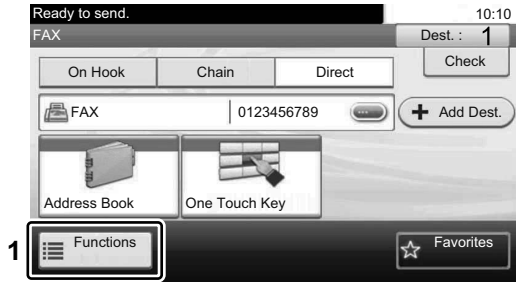 Ready to send. 10:10
FAX Dest. : 1
On Hook Chain Direct Check
FAX 0123456789 Add Dest.
Address Book One Touch Key
1 Functions Favorites